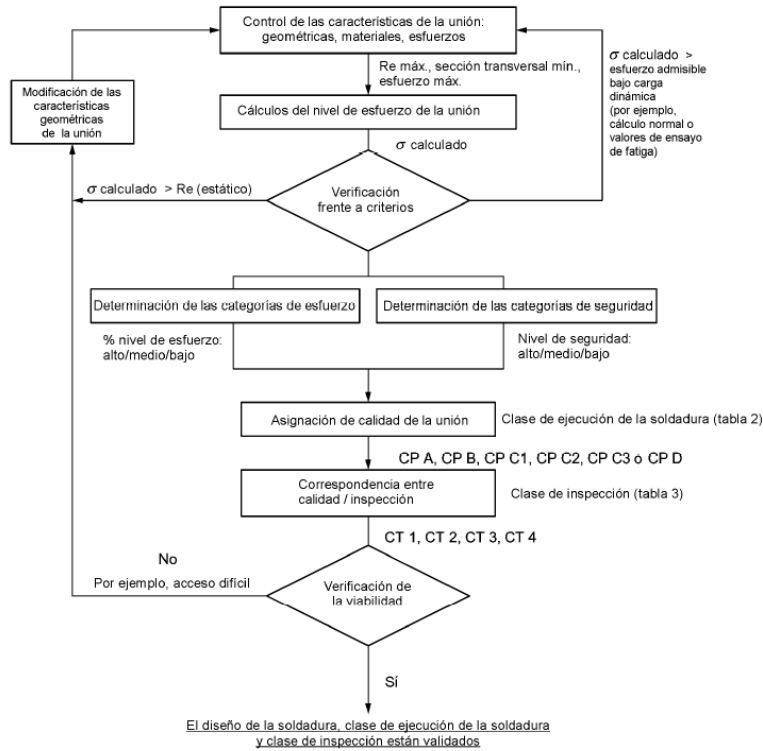 Control de las características de la unión:
geométricas, materiales, esfuerzos
Re máx., sección transversal mín.,
esfuerzo máx.
σ calculado >
esfuerzo admisible
bajo carga
dinámica
(por ejemplo,
cálculo normal o
valores de ensayo
de fatiga)
Modificación de las
características
geométricas
de la unión
Cálculos del nivel de esfuerzo de la unión
σ calculado
σ calculado > Re (estático)
Verificación
frente a criterios
Determinación de las categorías de esfuerzo
Determinación de las categorías de seguridad
% nivel de esfuerzo:
alto/medio/bajo
Nivel de seguridad:
alto/medio/bajo
Asignación de calidad de la unión
Clase de ejecución de la soldadura (tabla 2)
CP A, CP B, CP C1, CP C2, CP C3 ó CP D
Correspondencia entre
calidad / inspección
Clase de inspección (tabla 3)
CT 1, CT 2, CT 3, CT 4
No
Por ejemplo, acceso difícil
Verificación de
la viabilidad
Sí
El diseño de la soldadura, clase de ejecución de la soldadura
y clase de inspección están validados